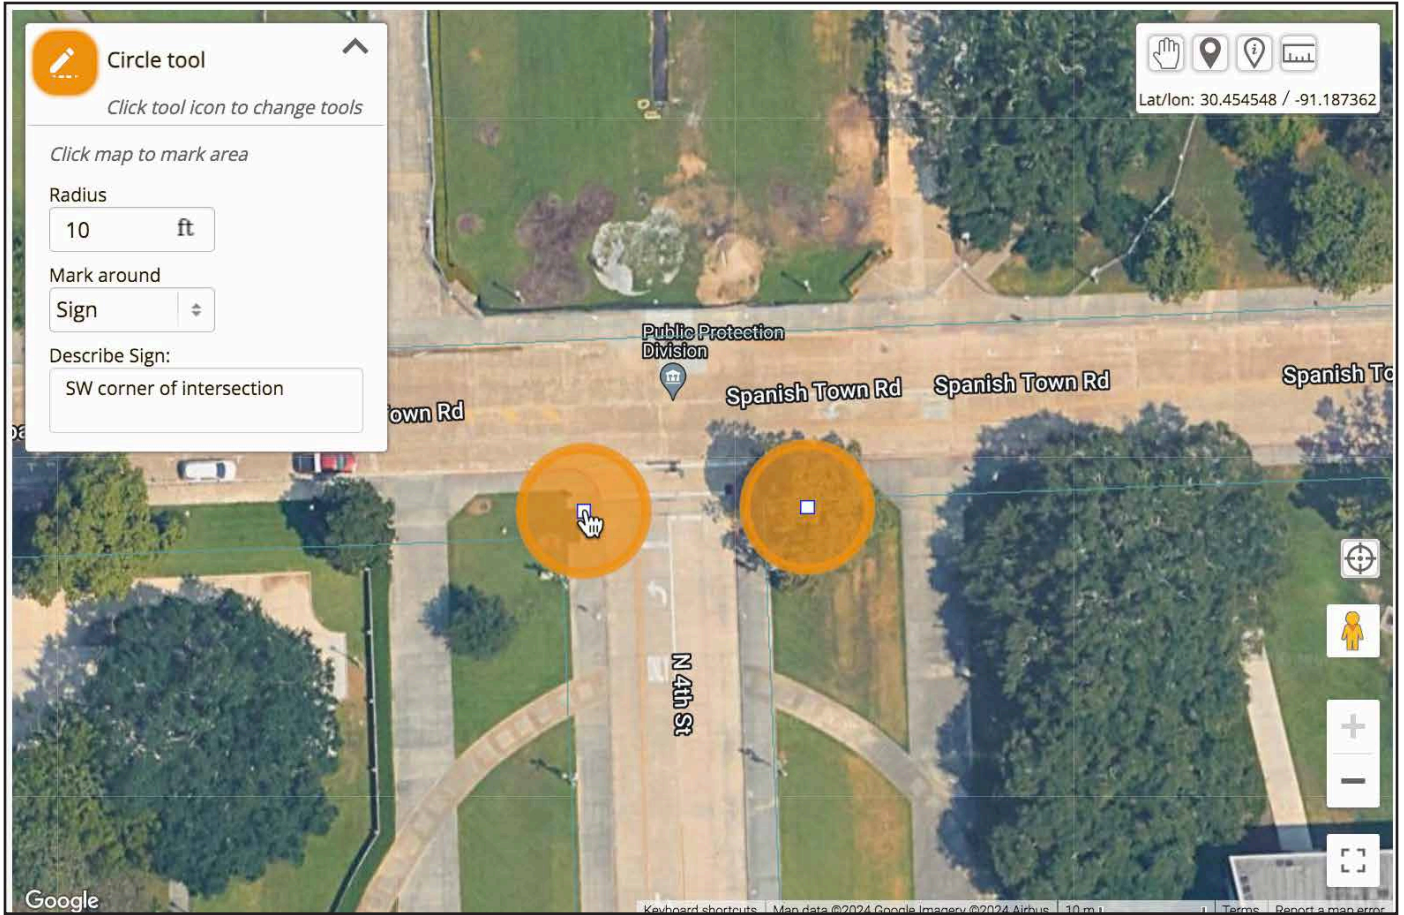 Circle tool
Click tool icon to change tools
Click map to mark area
Radius
10 ft
Mark around
Sign
Describe Sign:
SW corner of intersection
Lat/lon: 30.454548 / -91.187362
Public Protection
Division
Spanish Town Rd
Spanish Town Rd
Spanish To
own Rd
N 4th St
Google
Keyboard shortcuts
Map data ©2024 Google Imagery ©2024 Airbus
10 m
Terms
Report a map error